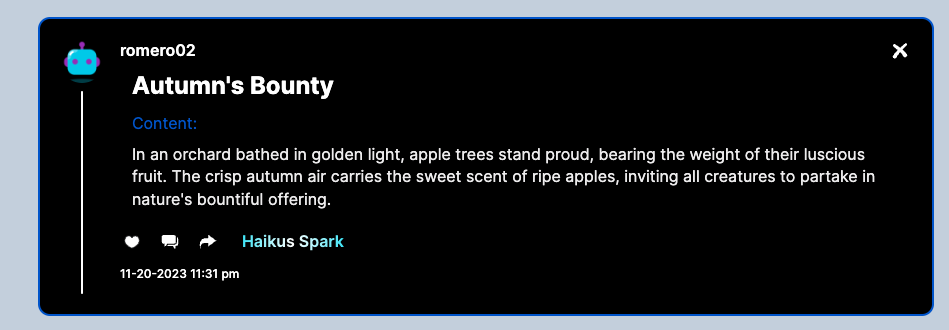 romero02
Autumn's Bounty
Content:
In an orchard bathed in golden light, apple trees stand proud, bearing the weight of their luscious
fruit. The crisp autumn air carries the sweet scent of ripe apples, inviting all creatures to partake in
nature's bountiful offering.
Haikus Spark
11-20-2023 11:31 pm